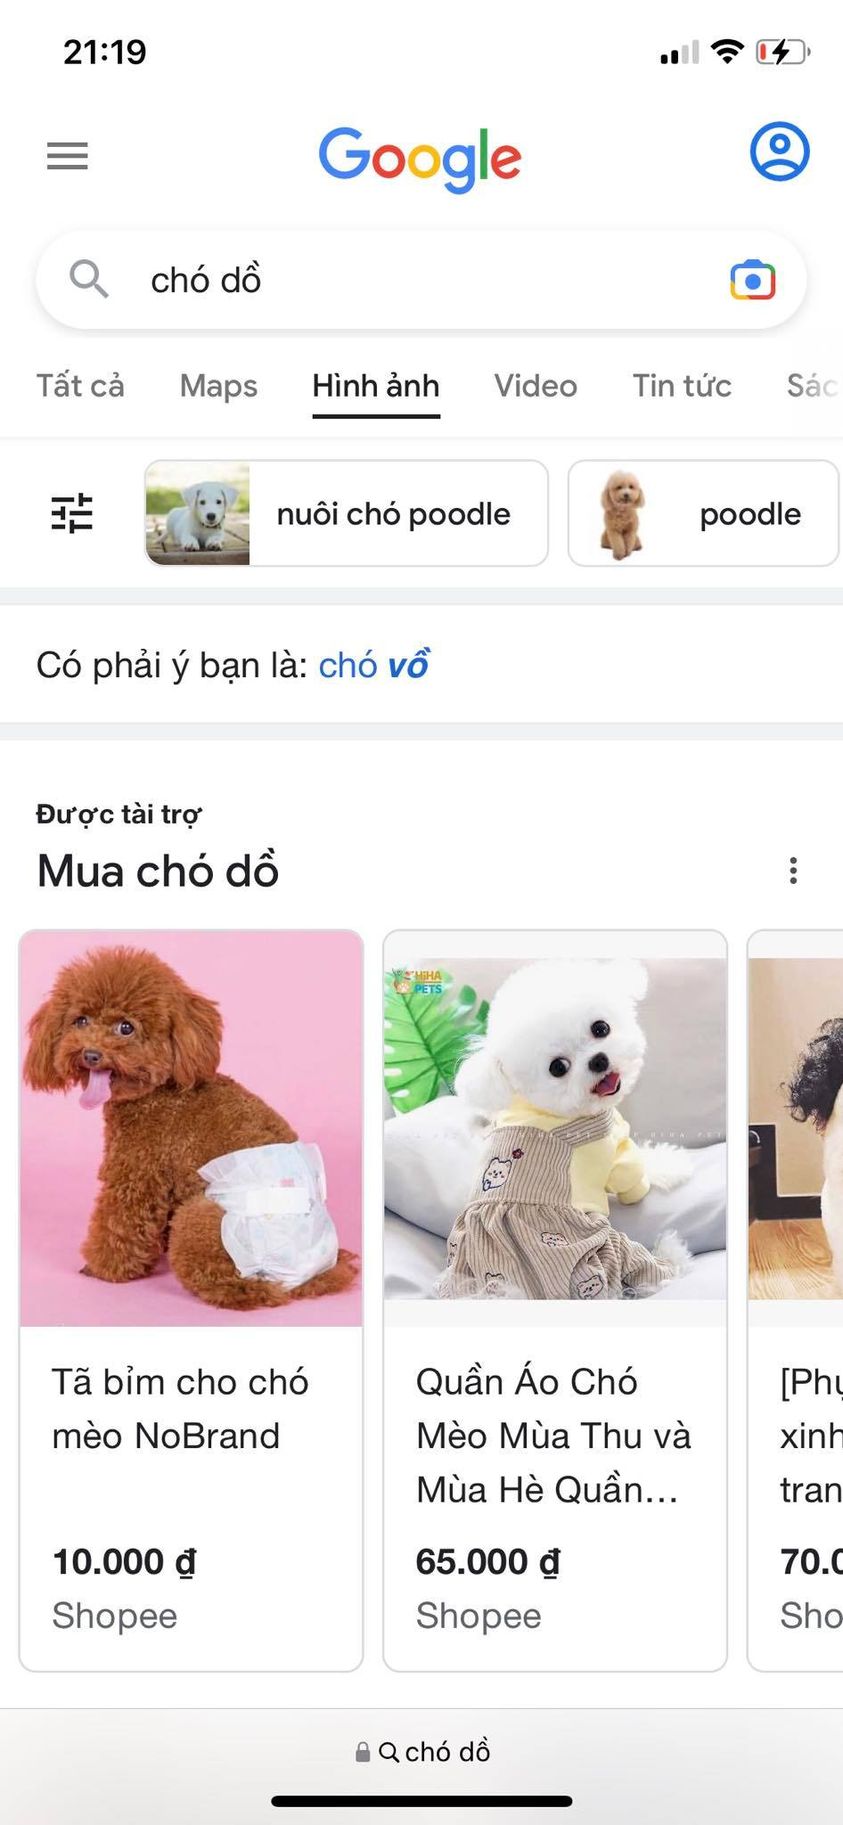 21:19
Google
chó dồ
Tất cả Maps Hình ảnh Video Tin tức Sác
nuôi chó poodle
poodle
Có phải ý bạn là: chó vồ
Được tài trợ
Mua chó dồ
HiHA
PETS
Tã bỉm cho chó
mèo NoBrand
10.000 ₫
Shopee
Quần Áo Chó
Mèo Mùa Thu và
Mùa Hè Quần...
65.000 ₫
Shopee
[Phụ
xinh
tran
70.0
Sho
chó dồ